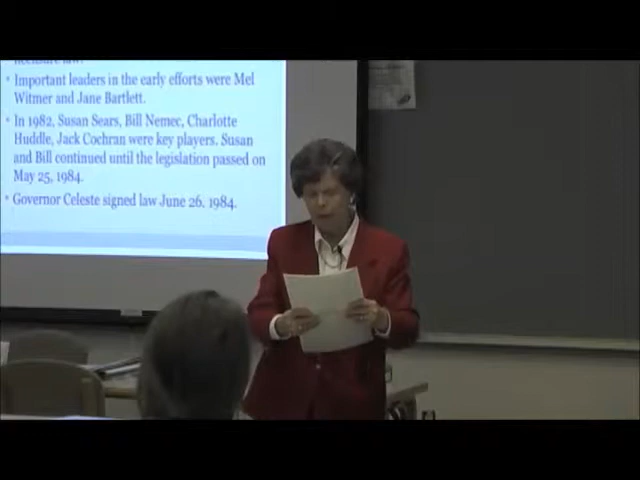 licensure law.
• Important leaders in the early efforts were Mel
Witmer and Jane Bartlett.
• In 1982, Susan Sears, Bill Nemec, Charlotte
Huddle, Jack Cochran were key players. Susan
and Bill continued until the legislation passed on
May 25, 1984.
• Governor Celeste signed law June 26, 1984.